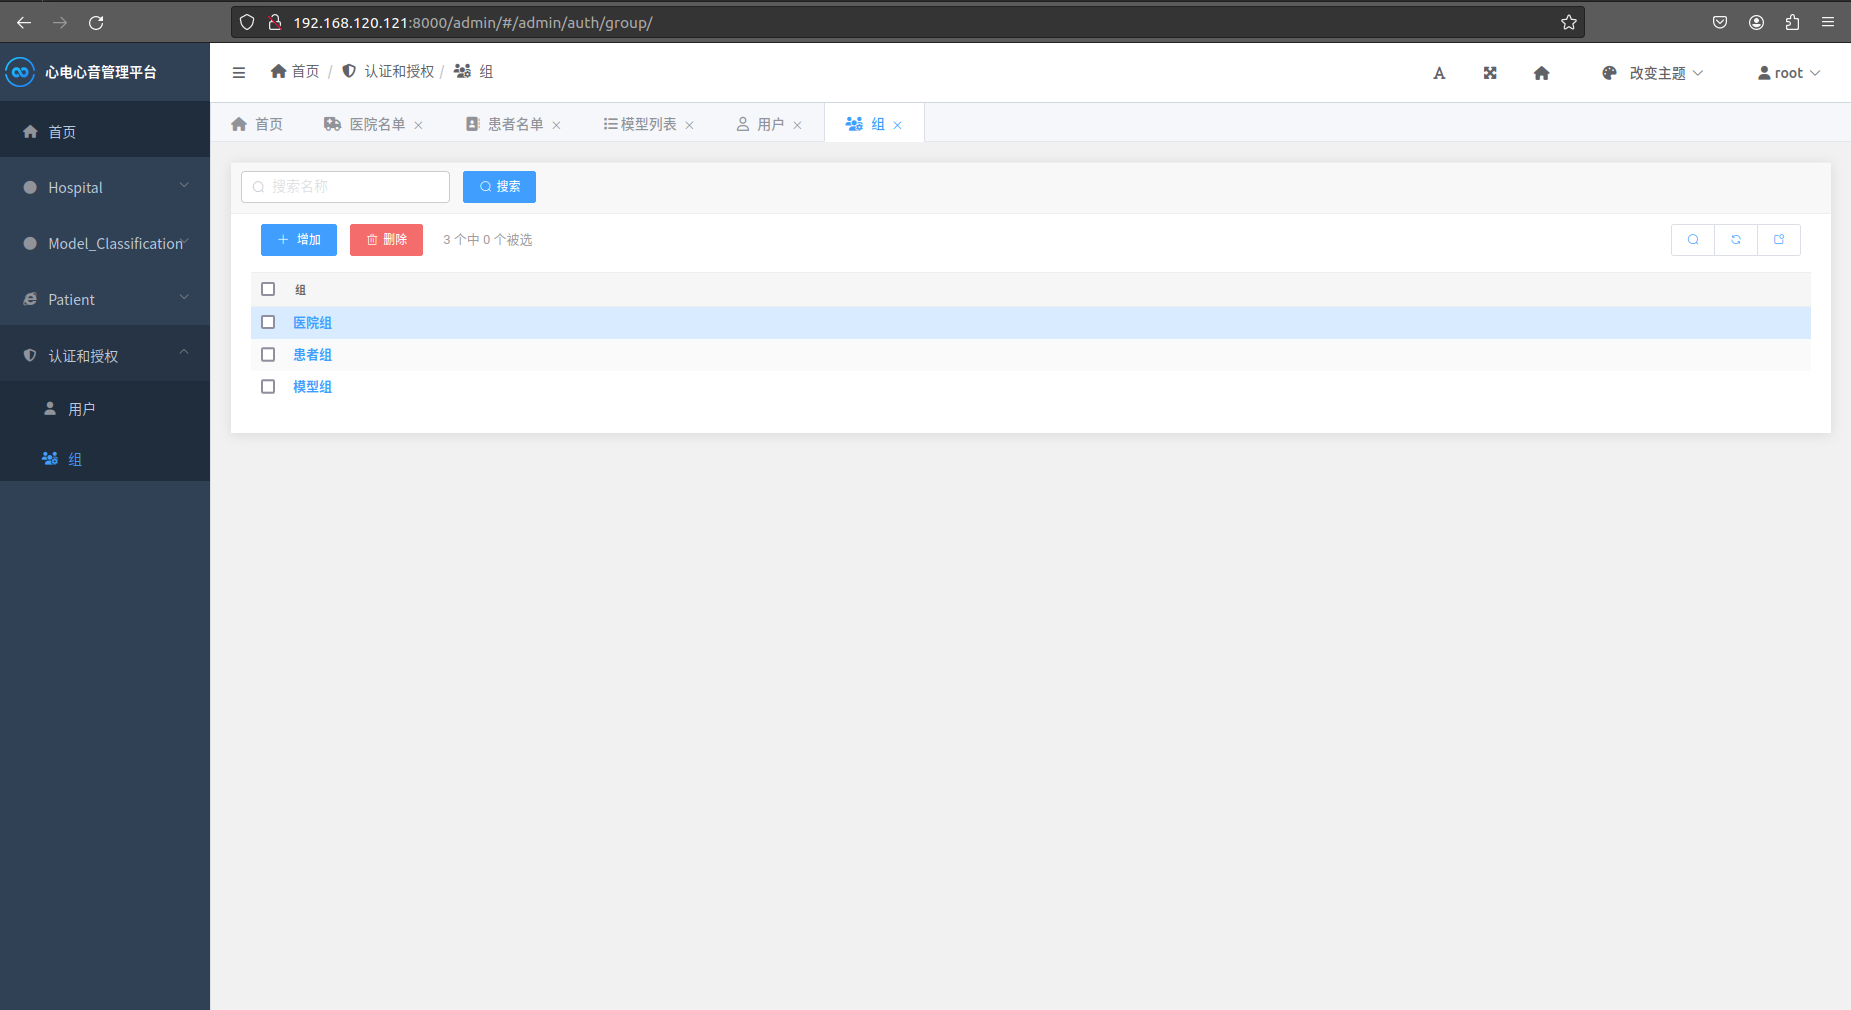 192.168.120.121:8000/admin/#/admin/auth/group/
心电心音管理平台
首页 / 认证和授权 / 组
改变主题
root
首页
医院名单
患者名单
模型列表
用户
组
首页
Hospital
Model_Classification
Patient
认证和授权
用户
组
搜索名称
搜索
增加
删除
3 个中 0 个被选
组
医院组
患者组
模型组